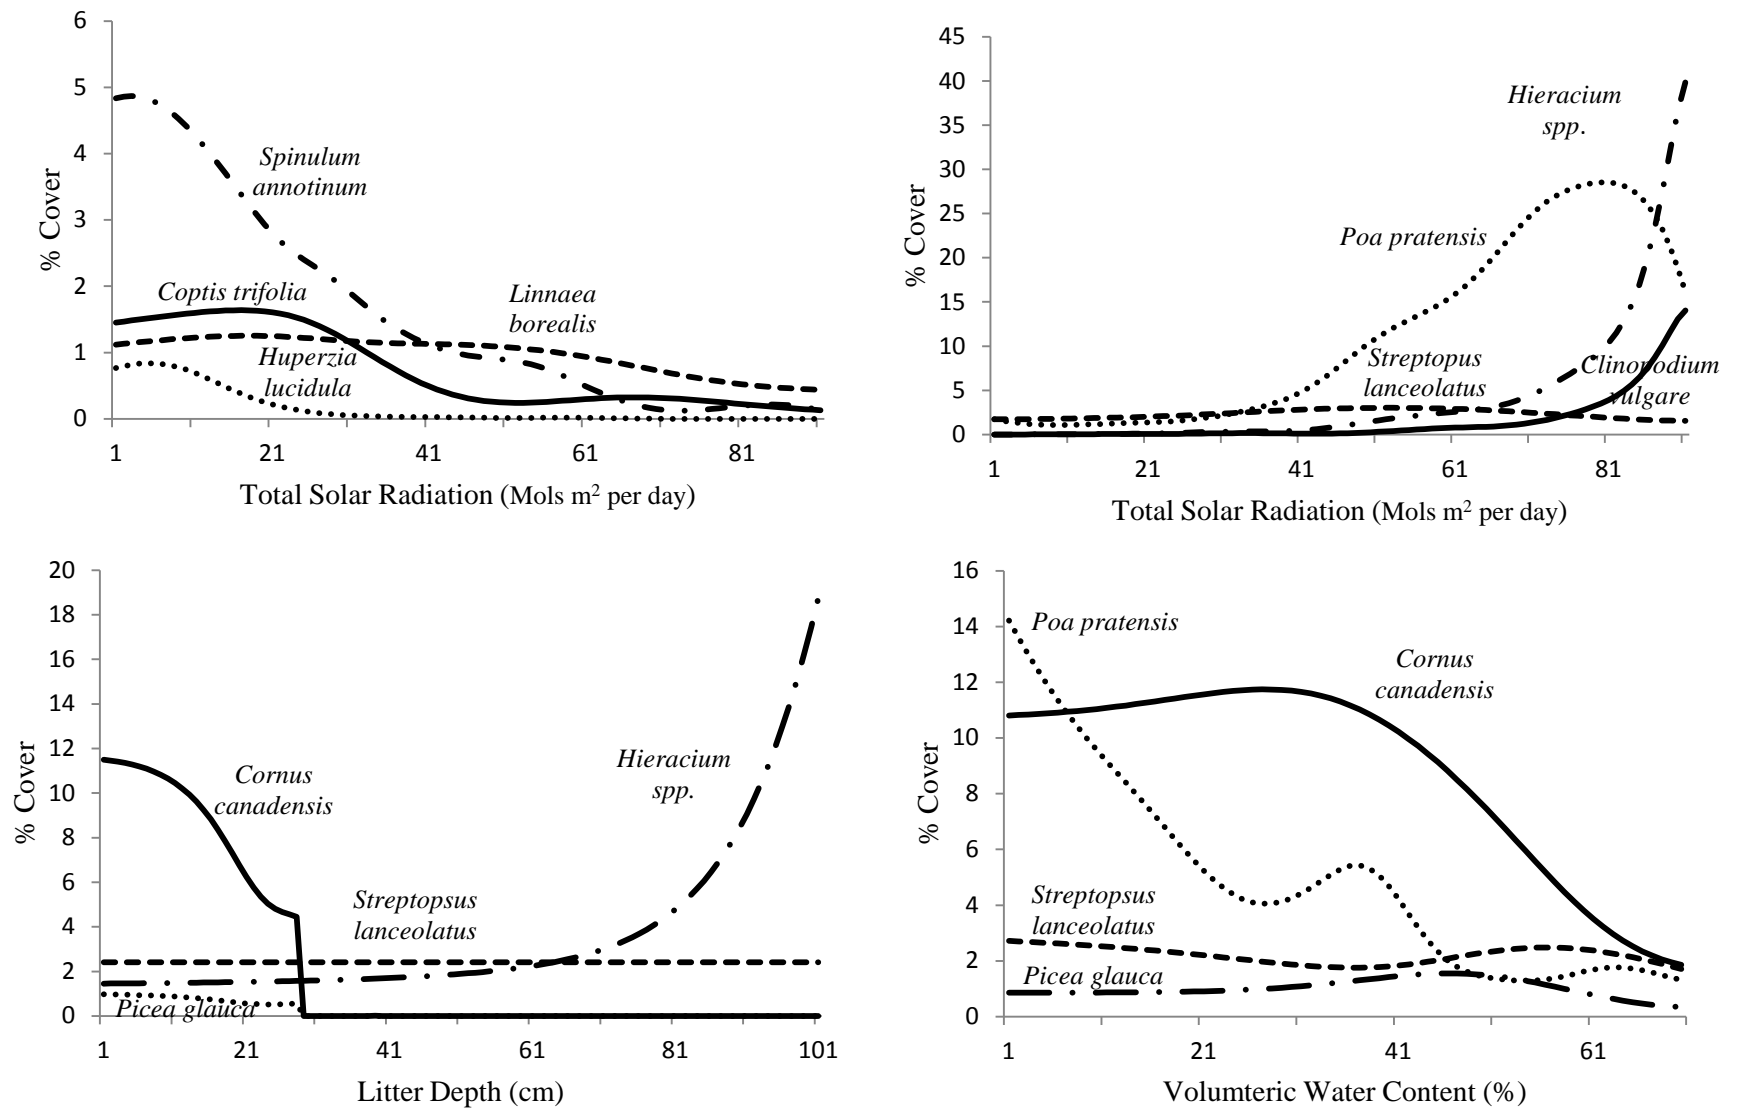 6
5
4
3
2
1
0
% Cover
Spinulum
annotinum
Coptis trifolia
Linnaea
borealis
Huperzia
lucidula
1 21 41 61 81
Total Solar Radiation (Mols m2 per day)
45
40
35
30
25
20
15
10
5
0
% Cover
Hieracium
spp.
Poa pratensis
Streptopus
lanceolatus
Clinopodium
vulgare
1 21 41 61 81
Total Solar Radiation (Mols m2 per day)
20
18
16
14
12
10
8
6
4
2
0
% Cover
Cornus
canadensis
Hieracium
spp.
Streptopsus
lanceolatus
Picea glauca
1 21 41 61 81 101
Litter Depth (cm)
16
14
12
10
8
6
4
2
0
% Cover
Poa pratensis
Cornus
canadensis
Streptopsus
lanceolatus
Picea glauca
1 21 41 61
Volumteric Water Content (%)